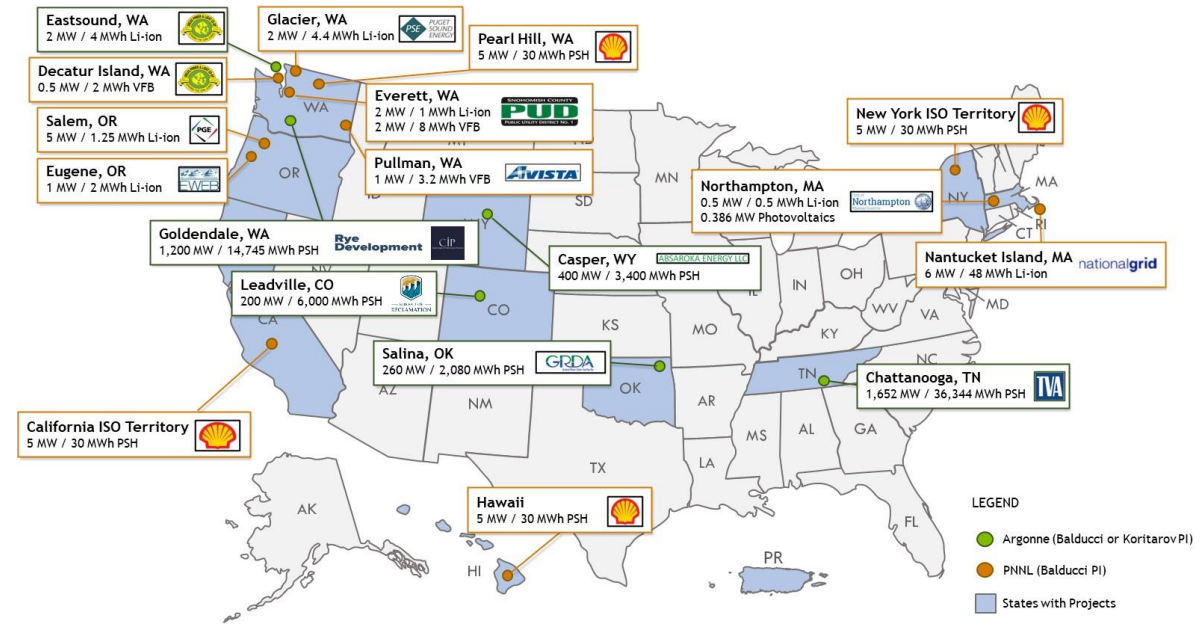 Eastsound, WA
2 MW / 4 MWh Li-ion
Glacier, WA
2 MW / 4.4 MWh Li-ion
PSE
PUGET
SOUND
ENERGY
Pearl Hill, WA
5 MW / 30 MWh PSH
Decatur Island, WA
0.5 MW / 2 MWh VFB
Everett, WA
2 MW / 1 MWh Li-ion
2 MW / 8 MWh VFB
SNOHOMISH COUNTY
PUD
PUBLIC UTILITY DISTRICT NO. 1
Salem, OR
5 MW / 1.25 MWh Li-ion
PGE
Eugene, OR
1 MW / 2 MWh Li-ion
EWEB
Pullman, WA
1 MW / 3.2 MWh VFB
AVISTA
New York ISO Territory
5 MW / 30 MWh PSH
Northampton, MA
0.5 MW / 0.5 MWh Li-ion
0.386 MW Photovoltaics
Northampton
Nantucket Island, MA
6 MW / 48 MWh Li-ion
nationalgrid
Goldendale, WA
1,200 MW / 14,745 MWh PSH
Rye
Development
CIP
Casper, WY
400 MW / 3,400 MWh PSH
ABSAROKA ENERGY LLC
Leadville, CO
200 MW / 6,000 MWh PSH
RECLAMATION
Salina, OK
260 MW / 2,080 MWh PSH
GRDA
Chattanooga, TN
1,652 MW / 36,344 MWh PSH
TVA
California ISO Territory
5 MW / 30 MWh PSH
Hawaii
5 MW / 30 MWh PSH
WA
OR
ID
MT
ND
SD
MN
NY
MA
CT
RI
MD
NV
CA
CO
KS
MO
IL
IN
OH
WV
VA
KY
NC
TN
AZ
NM
OK
AR
MS
AL
GA
TX
LA
FL
AK
HI
PR
LEGEND
Argonne (Balducci or Koritarov PI)
PNNL (Balducci PI)
States with Projects